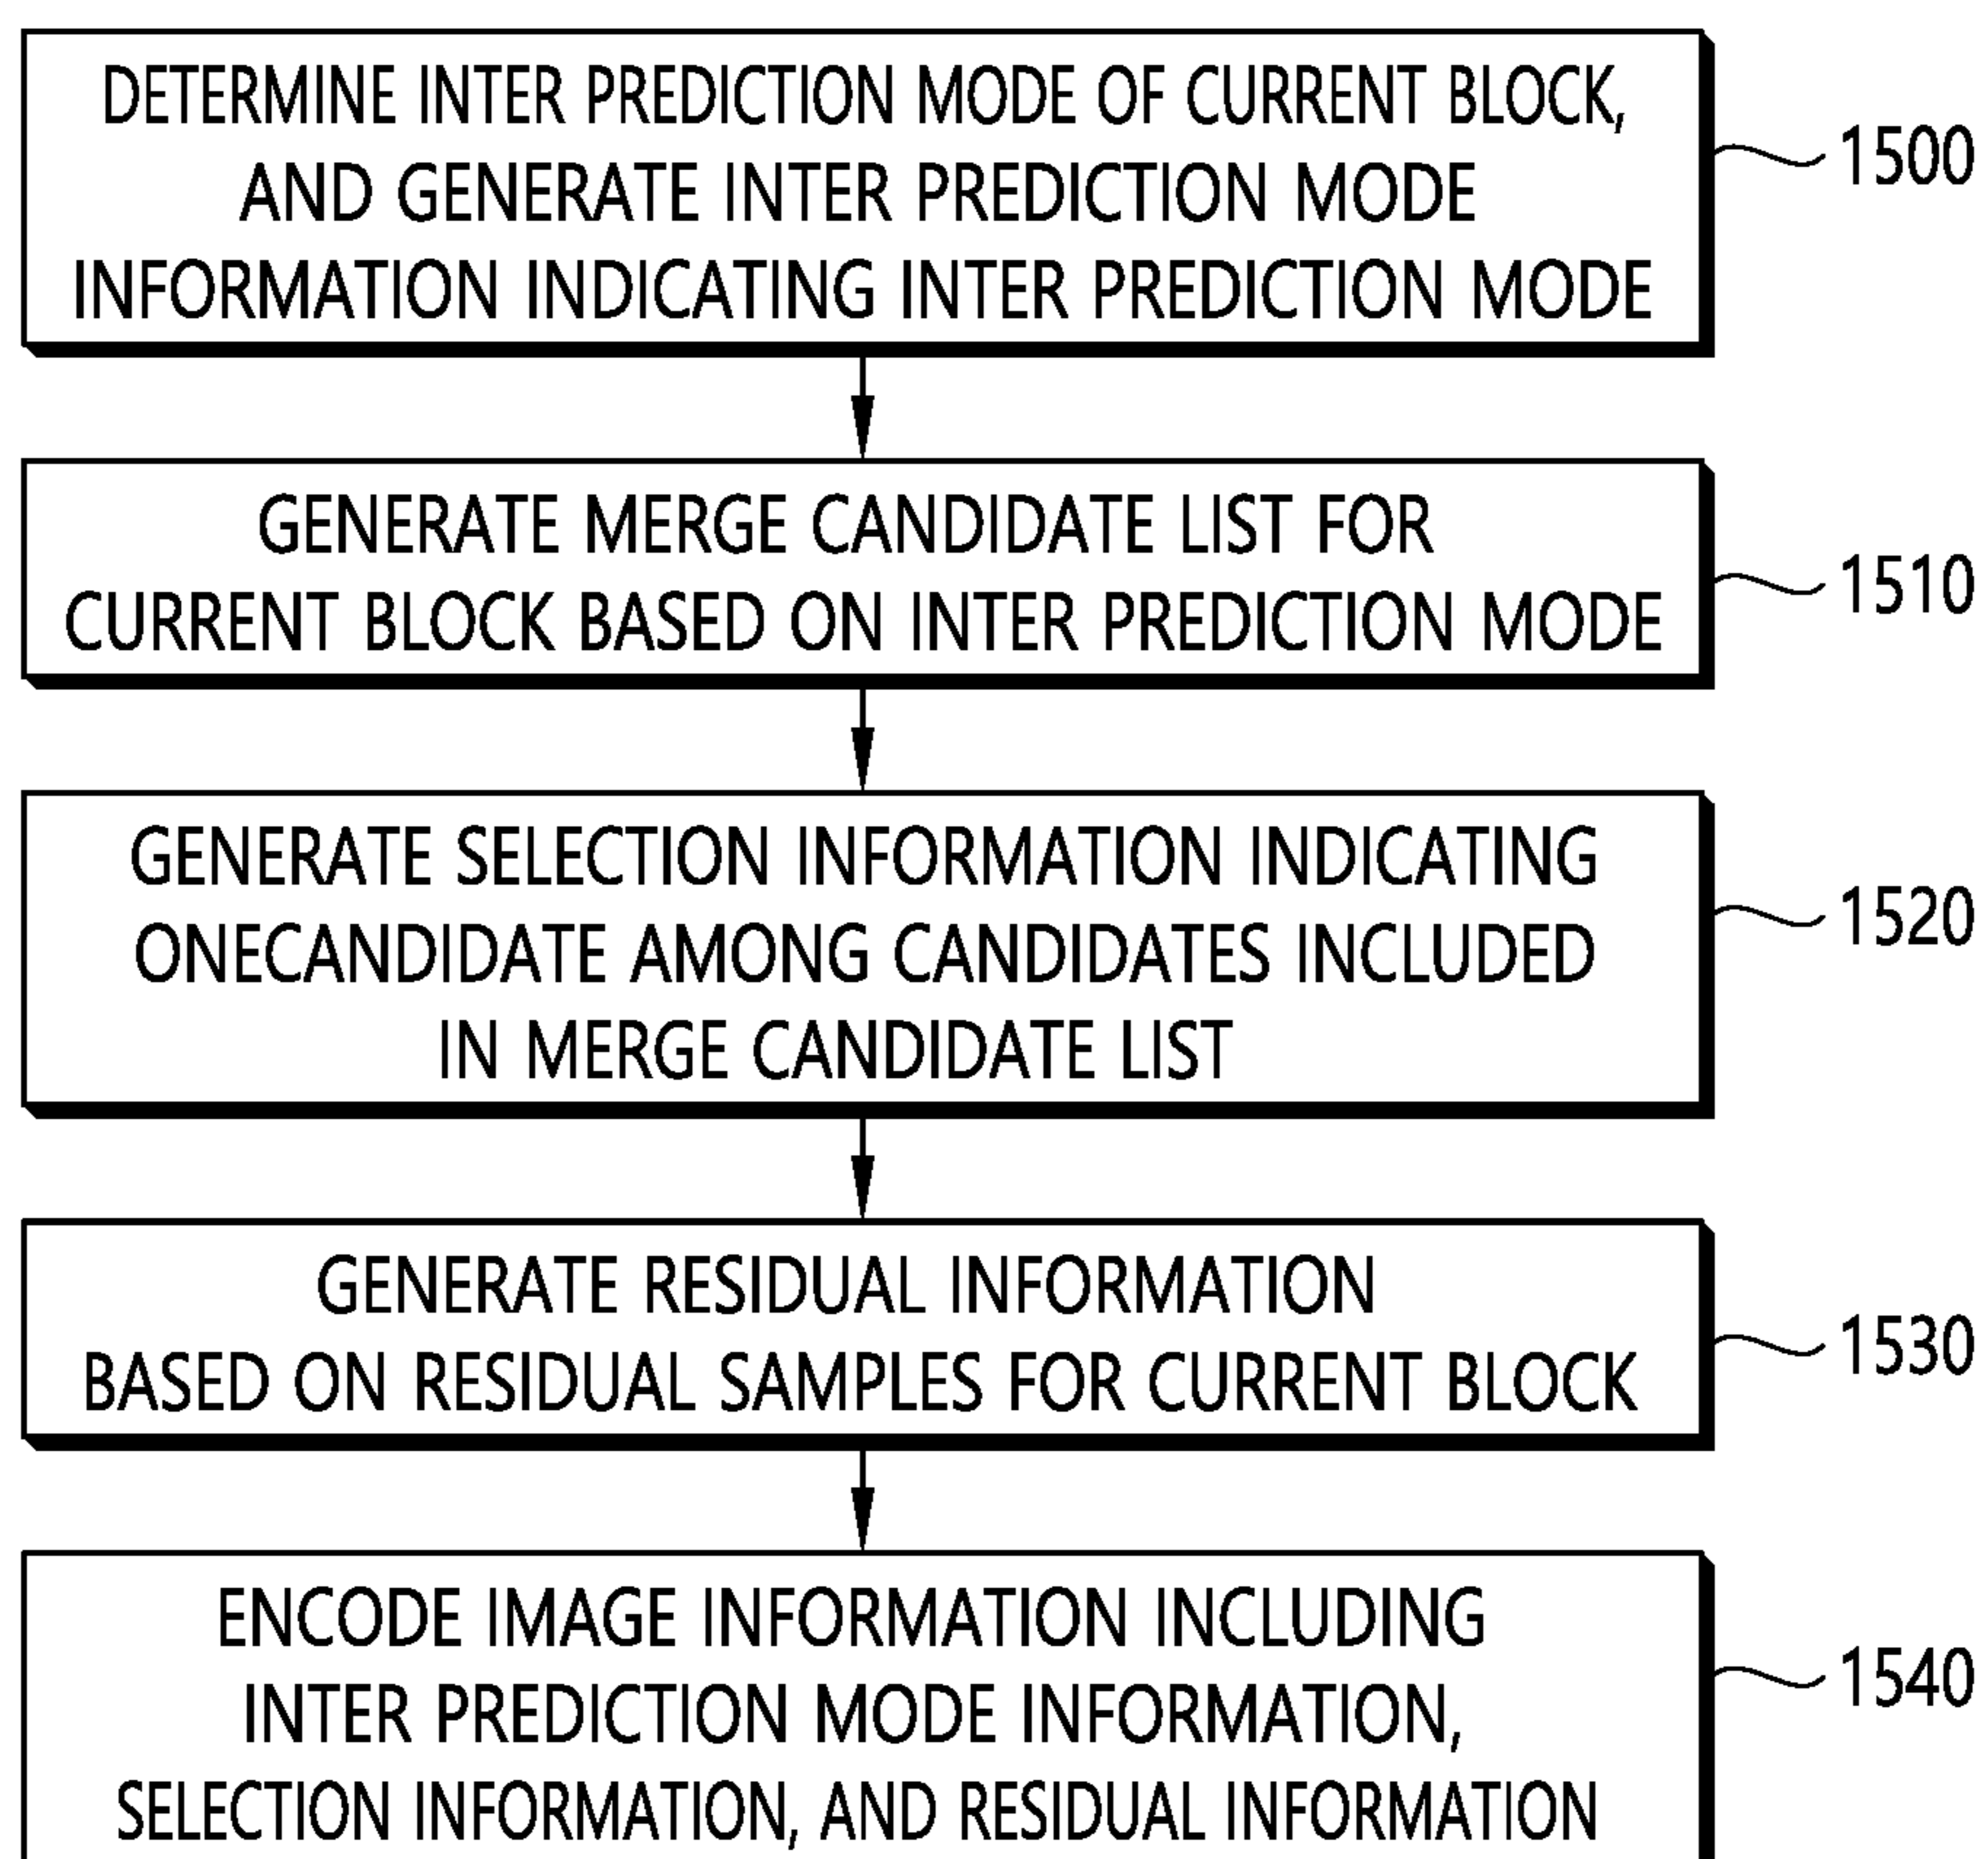 DETERMINE INTER PREDICTION MODE OF CURRENT BLOCK,
AND GENERATE INTER PREDICTION MODE
INFORMATION INDICATING INTER PREDICTION MODE
1500
GENERATE MERGE CANDIDATE LIST FOR
CURRENT BLOCK BASED ON INTER PREDICTION MODE
1510
GENERATE SELECTION INFORMATION INDICATING
ONECANDIDATE AMONG CANDIDATES INCLUDED
IN MERGE CANDIDATE LIST
1520
GENERATE RESIDUAL INFORMATION
BASED ON RESIDUAL SAMPLES FOR CURRENT BLOCK
1530
ENCODE IMAGE INFORMATION INCLUDING
INTER PREDICTION MODE INFORMATION,
SELECTION INFORMATION, AND RESIDUAL INFORMATION
1540